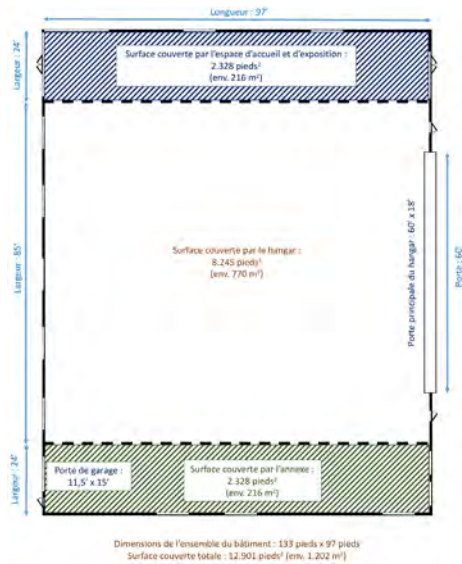 Longueur : 97'
Largeur : 24'
Surface couverte par l'espace d'accueil et d'exposition :
2.328 pieds²
(env. 216 m²)
Largeur : 85'
Surface couverte par le hangar :
8.245 pieds²
(env. 770 m²)
Porte principale du hangar : 60' x 18'
Porte : 60'
Largeur : 24'
Porte de garage :
11,5' x 15'
Surface couverte par l'annexe :
2.328 pieds²
(env. 216 m²)
Dimensions de l'ensemble du bâtiment : 133 pieds x 97 pieds
Surface couverte totale : 12.901 pieds² (env. 1.202 m²)